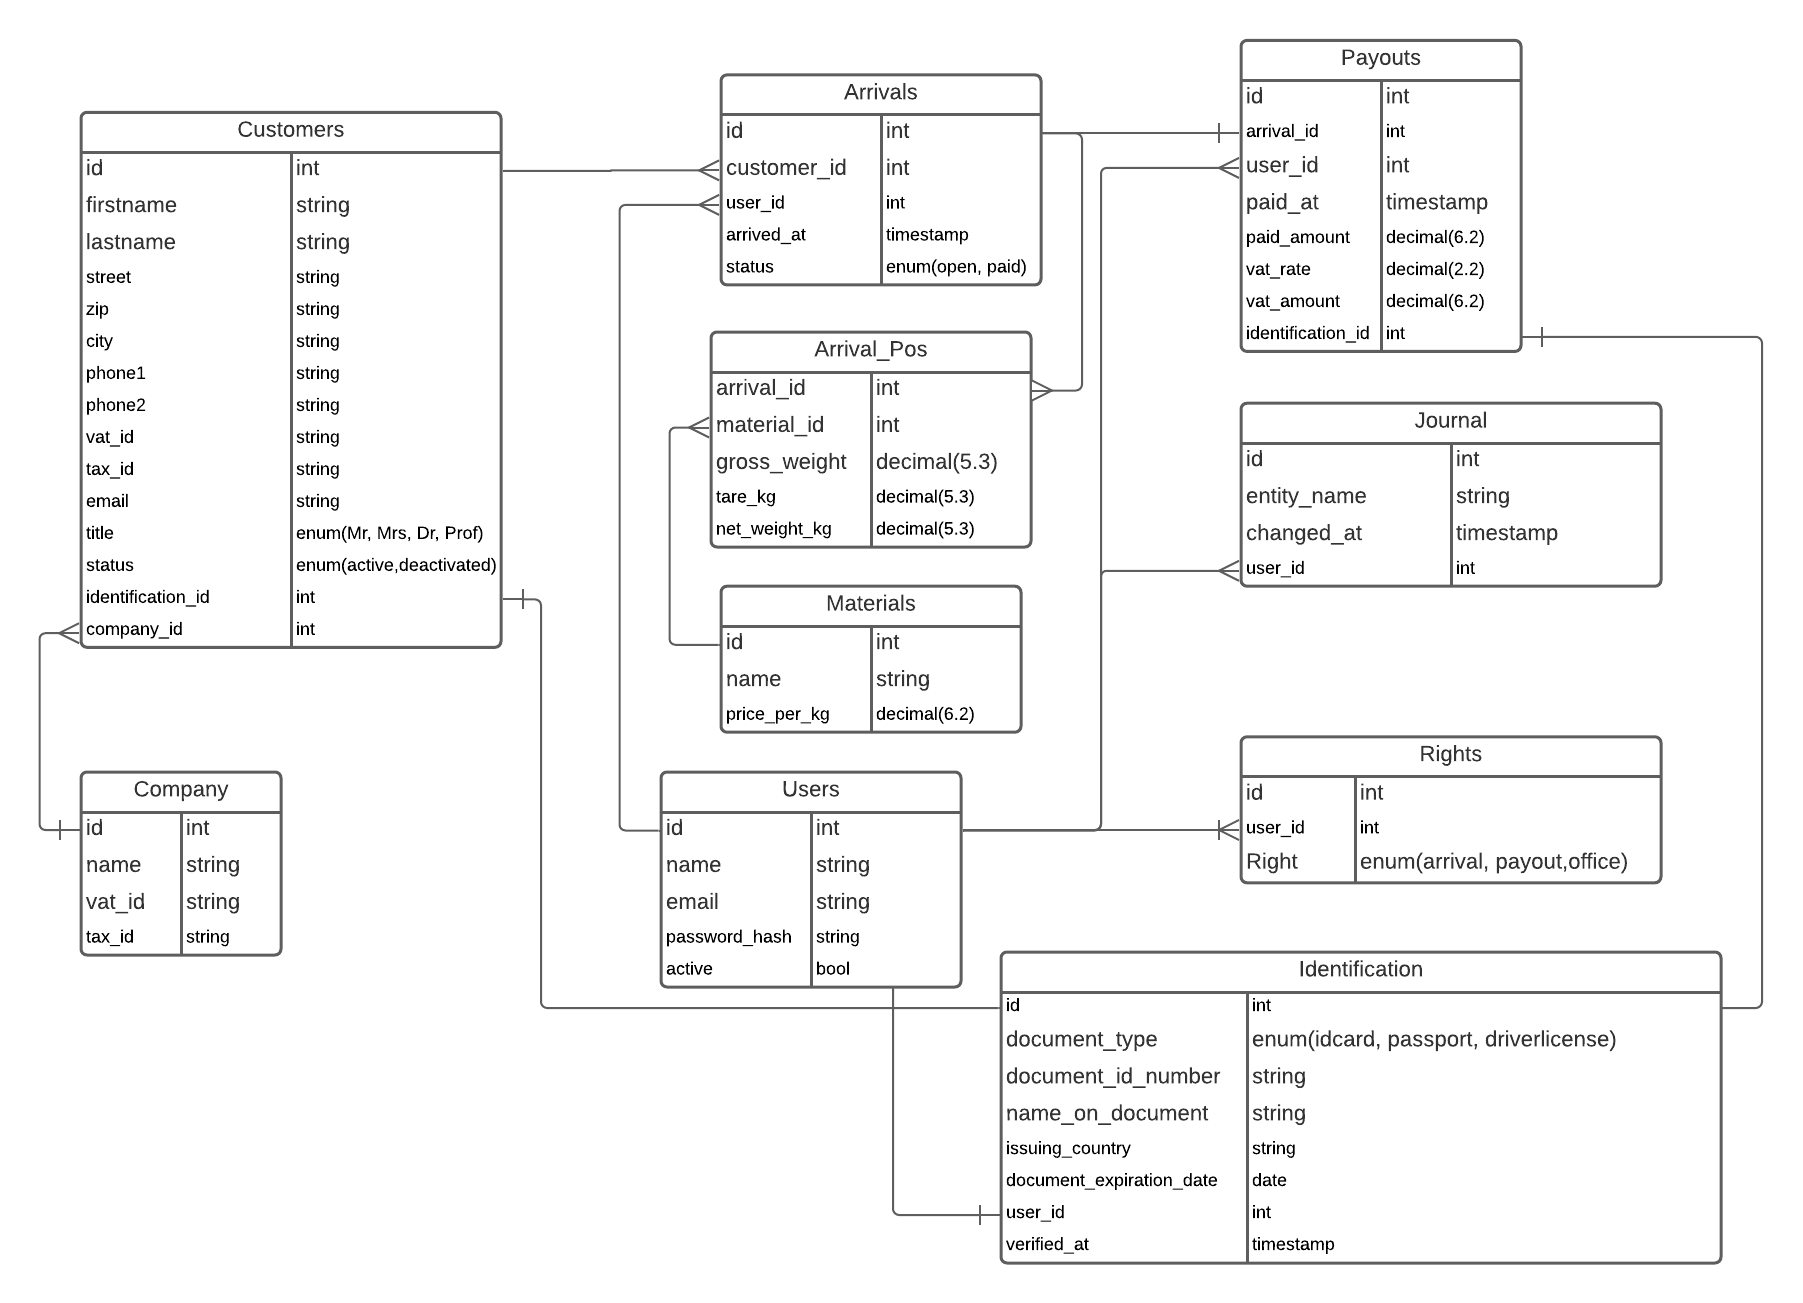 Customers
id int
firstname string
lastname string
street string
zip string
city string
phone1 string
phone2 string
vat_id string
tax_id string
email string
title enum(Mr, Mrs, Dr, Prof)
status enum(active,deactivated)
identification_id int
company_id int
Company
id int
name string
vat_id string
tax_id string
Arrivals
id int
customer_id int
user_id int
arrived_at timestamp
status enum(open, paid)
Arrival_Pos
arrival_id int
material_id int
gross_weight decimal(5.3)
tare_kg decimal(5.3)
net_weight_kg decimal(5.3)
Materials
id int
name string
price_per_kg decimal(6.2)
Users
id int
name string
email string
password_hash string
active bool
Payouts
id int
arrival_id int
user_id int
paid_at timestamp
paid_amount decimal(6.2)
vat_rate decimal(2.2)
vat_amount decimal(6.2)
identification_id int
Journal
id int
entity_name string
changed_at timestamp
user_id int
Rights
id int
user_id int
Right enum(arrival, payout,office)
Identification
id int
document_type enum(idcard, passport, driverlicense)
document_id_number string
name_on_document string
issuing_country string
document_expiration_date date
user_id int
verified_at timestamp